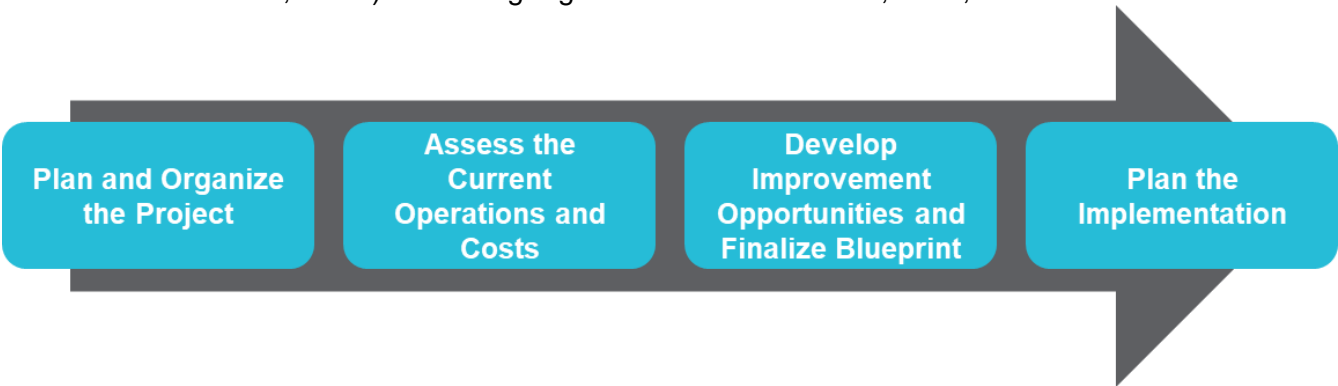 Plan and Organize
the Project
Assess the
Current
Operations and
Costs
Develop
Improvement
Opportunities and
Finalize Blueprint
Plan the
Implementation